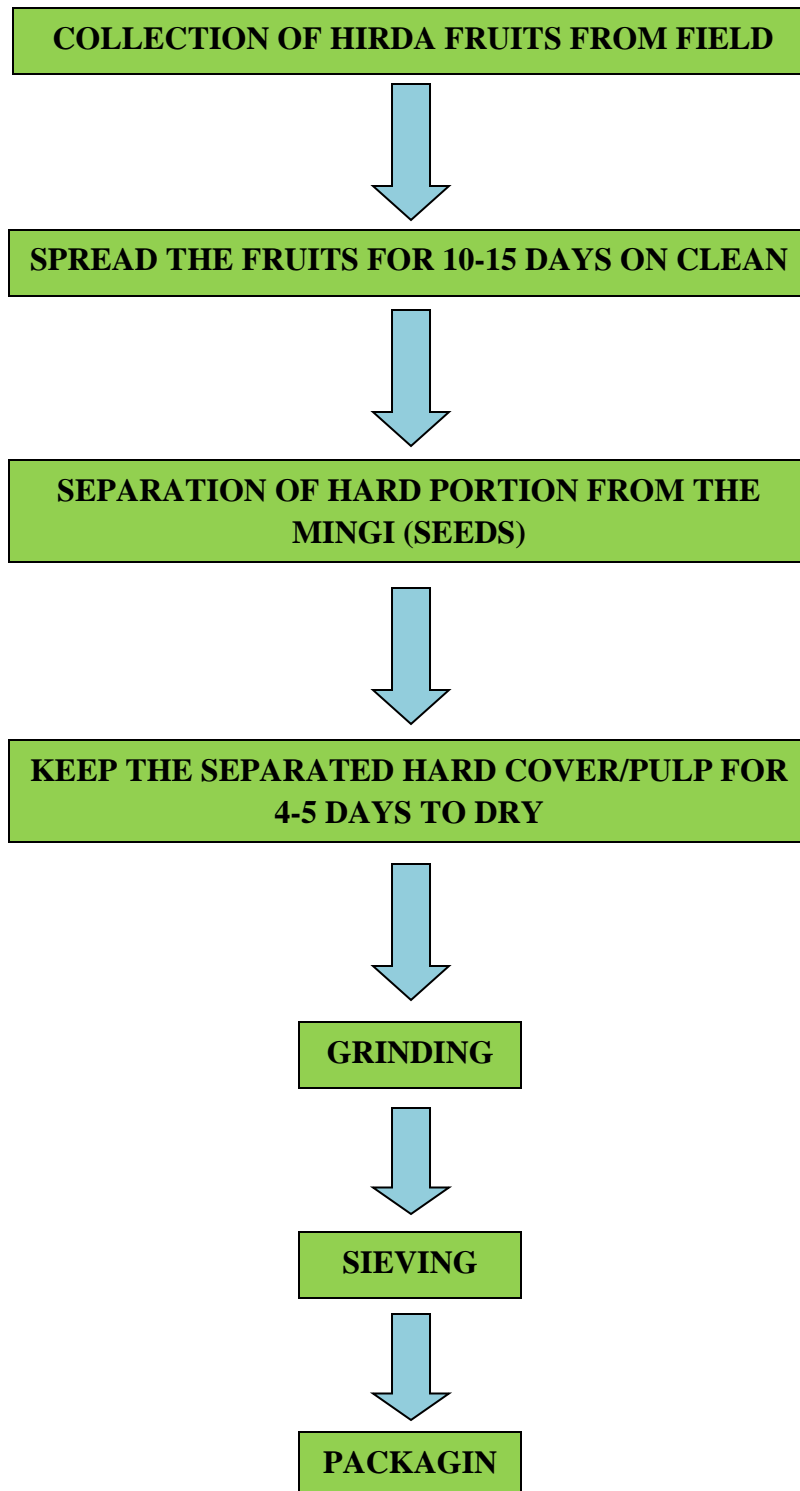 COLLECTION OF HIRDA FRUITS FROM FIELD
SPREAD THE FRUITS FOR 10-15 DAYS ON CLEAN
SEPARATION OF HARD PORTION FROM THE
MINGI (SEEDS)
KEEP THE SEPARATED HARD COVER/PULP FOR
4-5 DAYS TO DRY
GRINDING
SIEVING
PACKAGIN